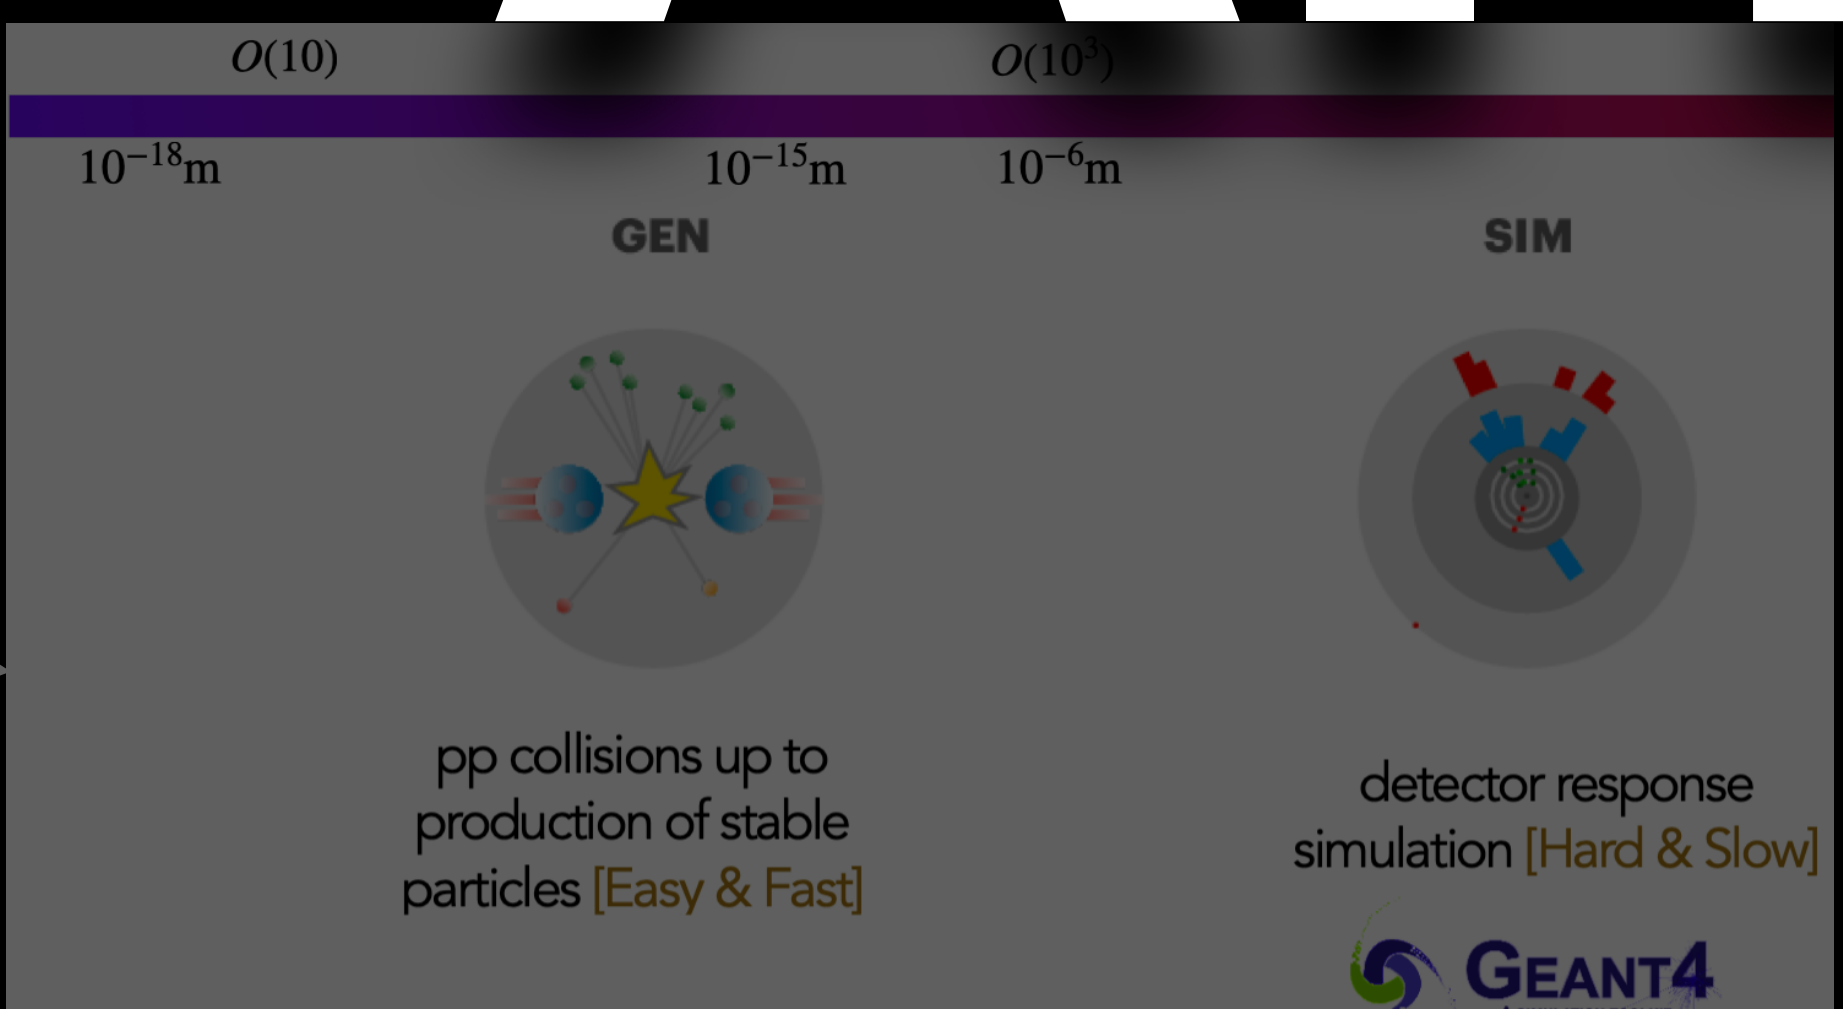 O(10) O(10³)
10⁻¹⁸m 10⁻¹⁵m 10⁻⁶m
GEN SIM
pp collisions up to
production of stable
particles [Easy & Fast]
detector response
simulation [Hard & Slow]
GEANT4